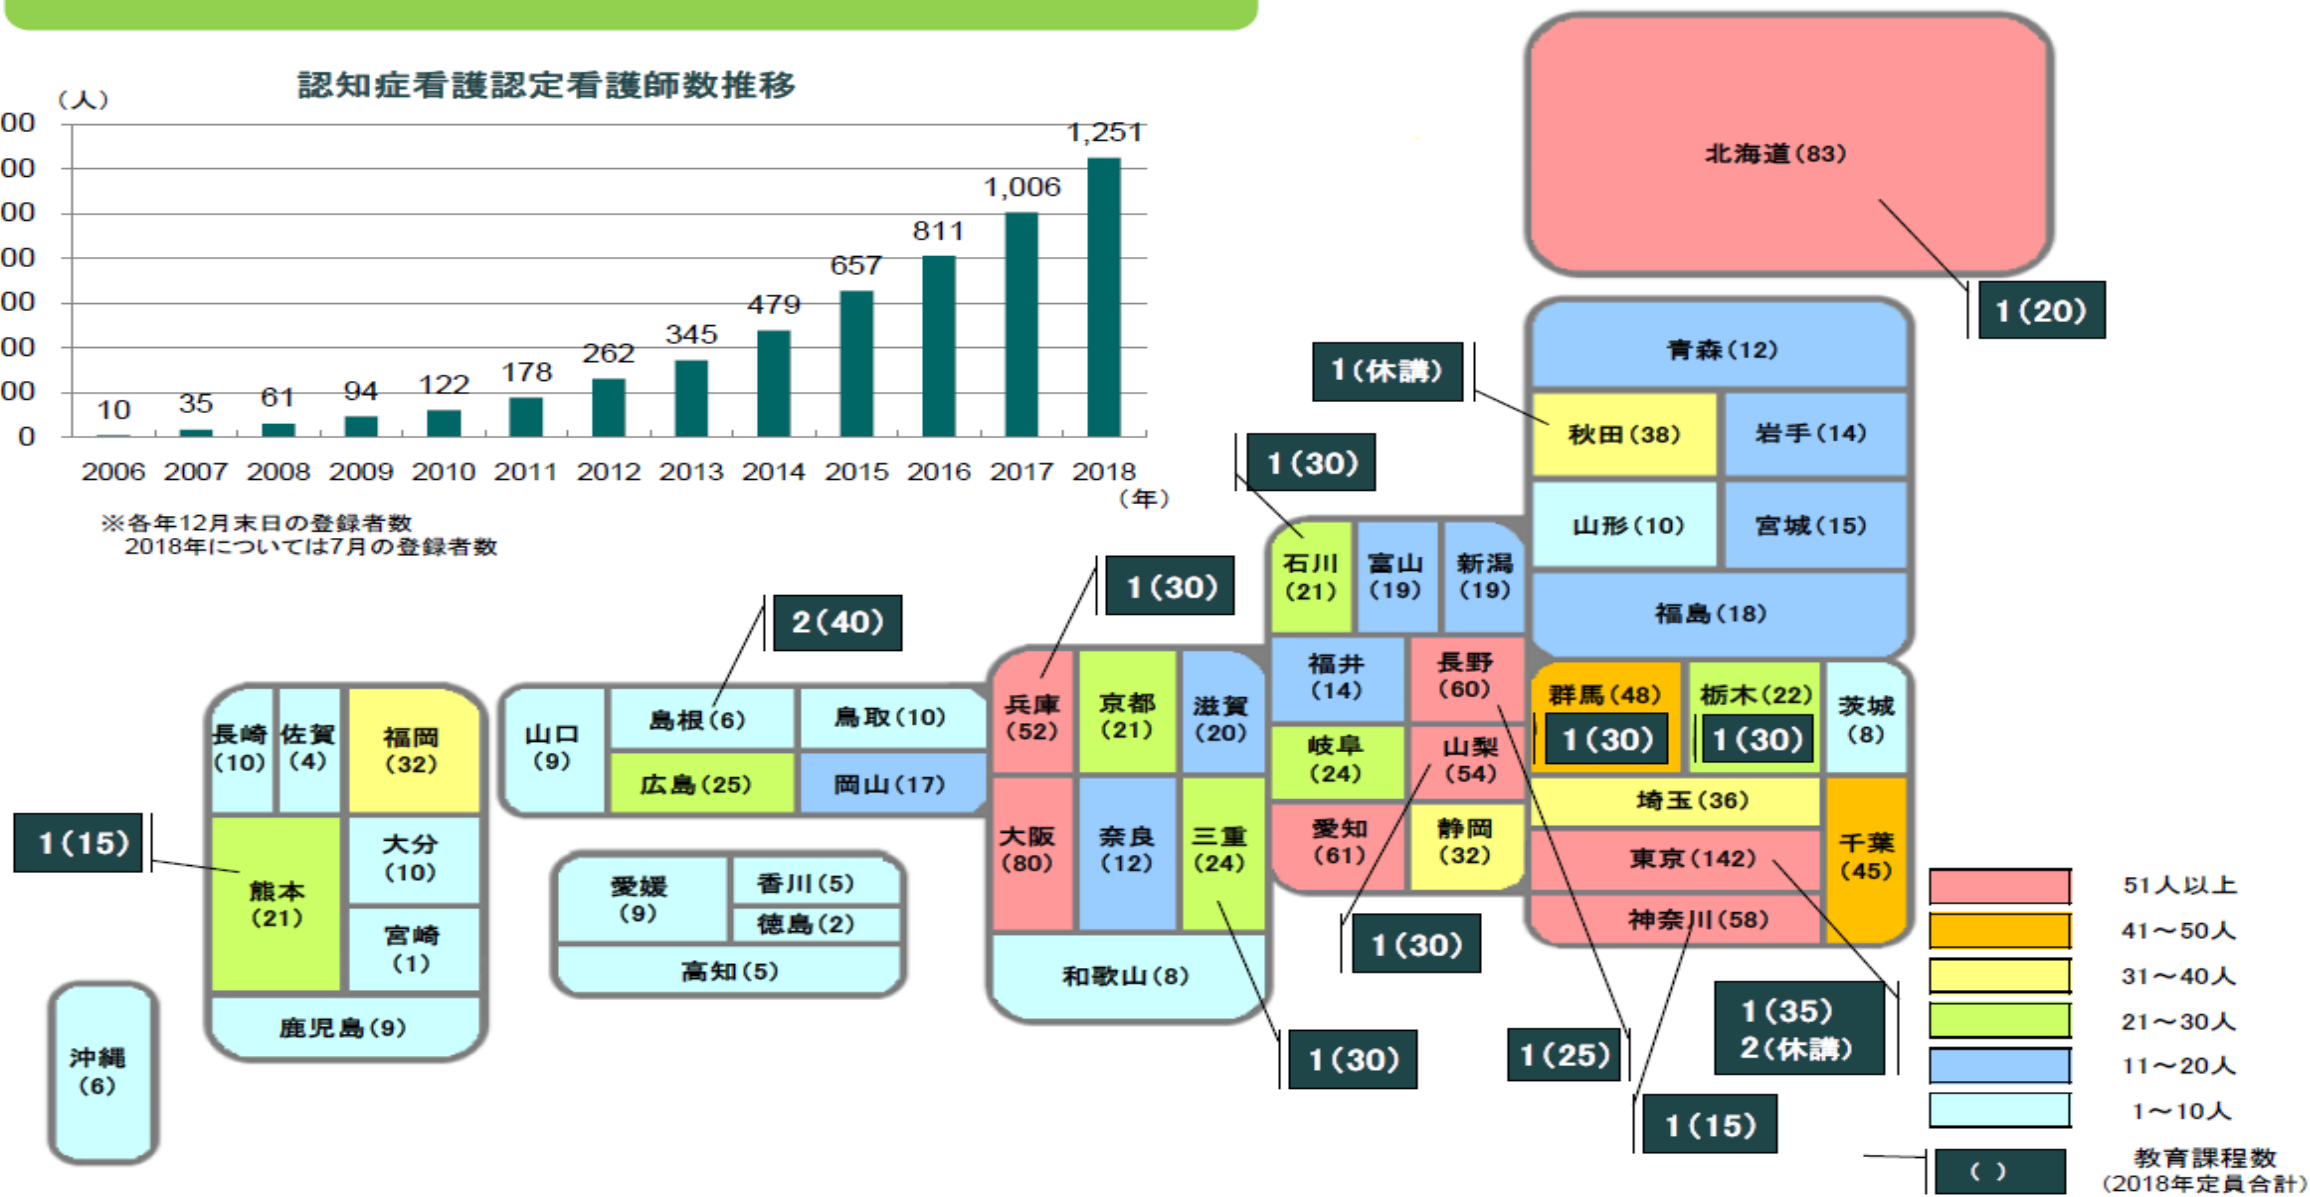 認知症看護認定看護師数推移
（人）
00
00
00
00
00
00
00
0
10
35
61
94
122
178
262
345
479
657
811
1,006
1,251
2006 2007 2008 2009 2010 2011 2012 2013 2014 2015 2016 2017 2018
（年）
※各年12月末日の登録者数
2018年については7月の登録者数
北海道(83)
1(20)
青森(12)
1(休講)
秋田(38)
岩手(14)
山形(10)
宮城(15)
福島(18)
1(30)
石川
(21)
富山
(19)
新潟
(19)
福井
(14)
長野
(60)
岐阜
(24)
山梨
(54)
愛知
(61)
静岡
(32)
群馬(48)
1(30)
栃木(22)
1(30)
茨城
(8)
埼玉(36)
東京(142)
千葉
(45)
神奈川(58)
1(30)
兵庫
(52)
京都
(21)
滋賀
(20)
大阪
(80)
奈良
(12)
三重
(24)
和歌山(8)
2(40)
山口
(9)
島根(6)
鳥取(10)
広島(25)
岡山(17)
愛媛
(9)
香川(5)
徳島(2)
高知(5)
長崎
(10)
佐賀
(4)
福岡
(32)
1(15)
熊本
(21)
大分
(10)
宮崎
(1)
鹿児島(9)
沖縄
(6)
1(30)
1(30)
1(25)
1(15)
1(35)
2(休講)
51人以上
41～50人
31～40人
21～30人
11～20人
1～10人
( )
教育課程数
(2018年定員合計)